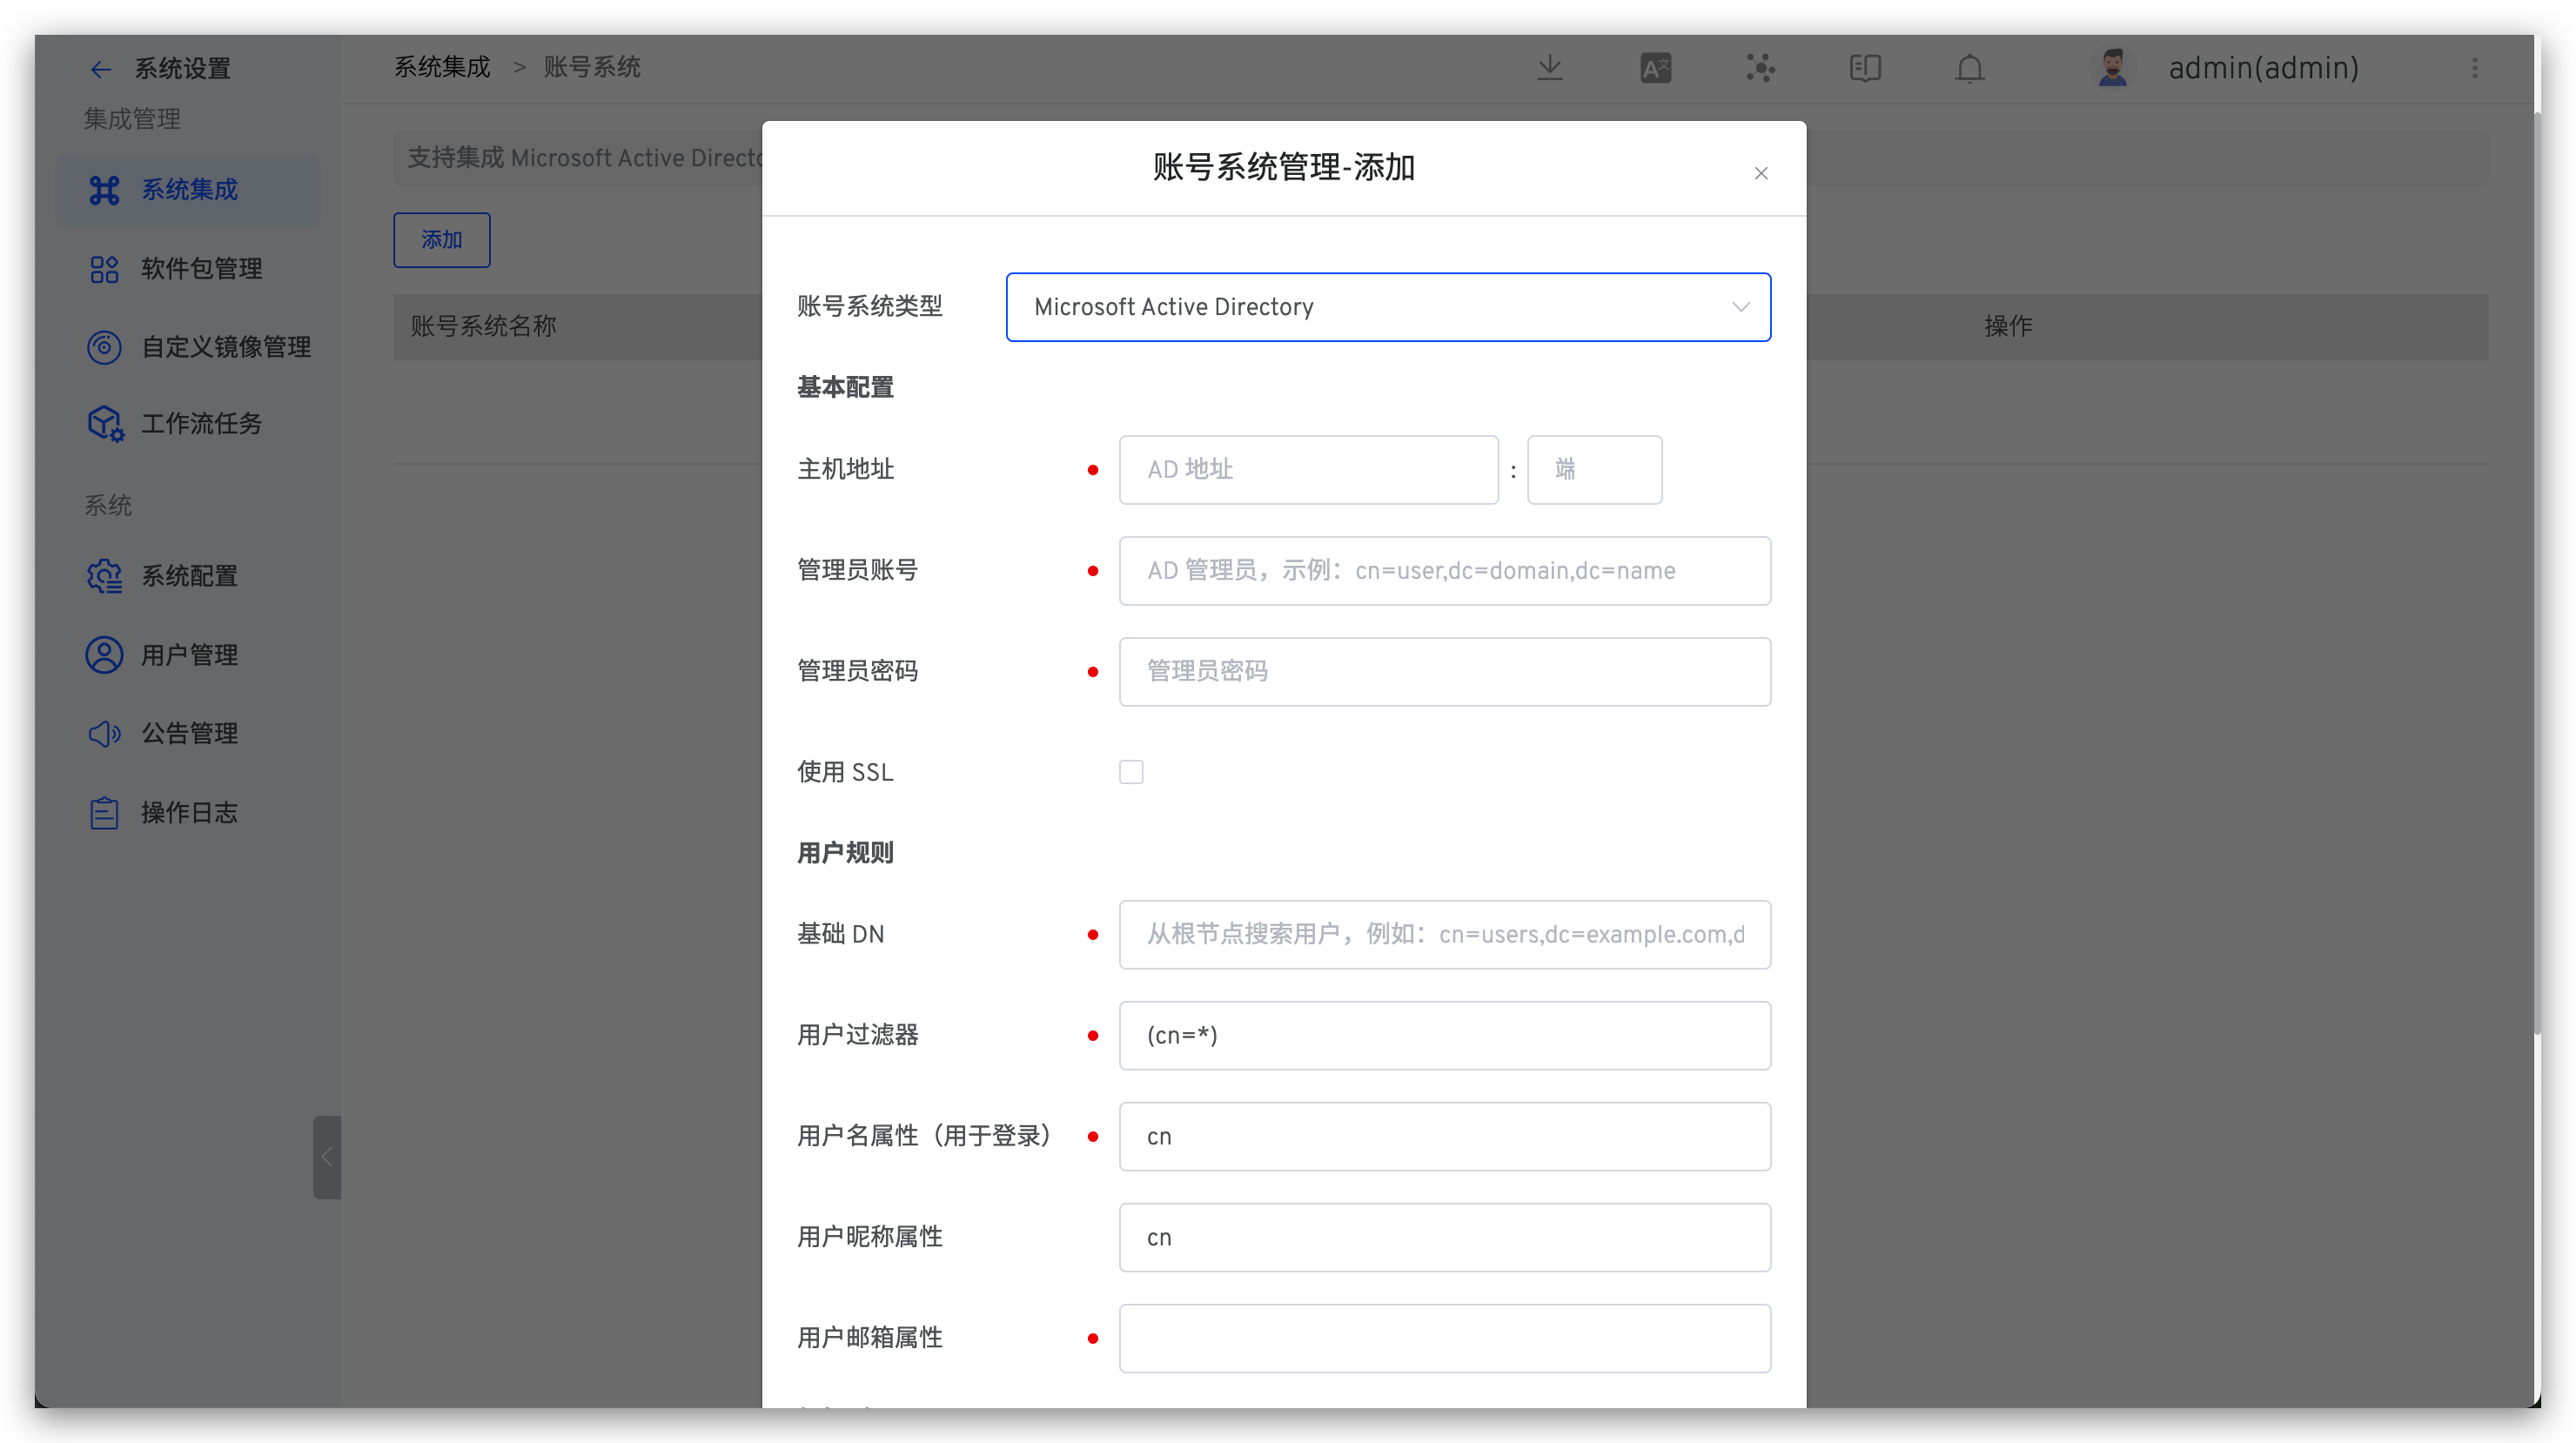 系统设置
集成管理
系统集成
软件包管理
自定义镜像管理
工作流任务
系统
系统配置
用户管理
公告管理
操作日志
系统集成 > 账号系统
admin(admin)
支持集成 Microsoft Active
添加
账号系统名称
操作
账号系统管理-添加
账号系统类型
Microsoft Active Directory
基本配置
主机地址
AD 地址 : 端
管理员账号
AD 管理员，示例：cn=user,dc=domain,dc=name
管理员密码
管理员密码
使用 SSL
用户规则
基础 DN
从根节点搜索用户，例如：cn=users,dc=example.com,d
用户过滤器
(cn=*)
用户名属性（用于登录）
cn
用户昵称属性
cn
用户邮箱属性